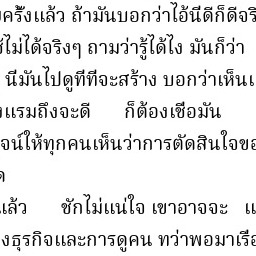 ครั้งแล้ว ถ้ามันบอกว่าไอ้นี่ดีก็ดีจริ
ไม่ได้จริงๆ ถามว่ารู้ได้ไง มันก็ว่า
นี่มันไปดูที่ที่จะสร้าง บอกว่าเห็นเ
แรมถึงจะดี ก็ต้องเชื่อมัน
จน์ให้ทุกคนเห็นว่าการตัดสินใจขอ
แล้ว ชักไม่แน่ใจ เขาอาจจะ แ
งธุรกิจและการดูคน ทว่าพอมาเรื่อ